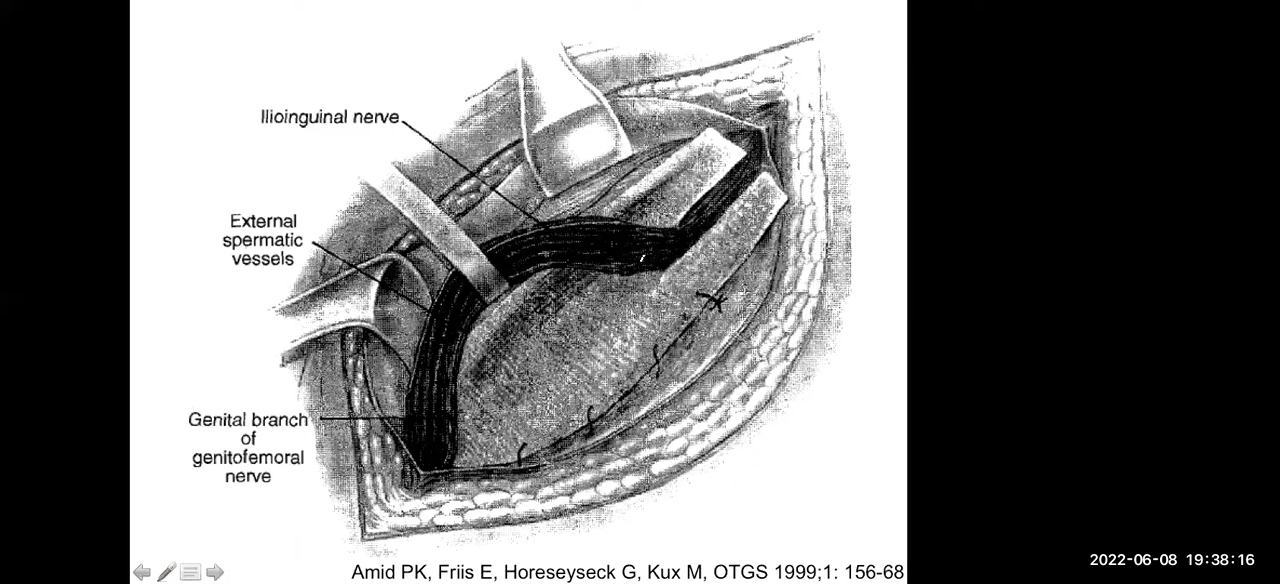 Ilioinguinal nerve
External
spermatic
vessels
Genital branch
of
genitofemoral
nerve
2022-06-08 19:38:16
Amid PK, Friis E, Horeseyseck G, Kux M, OTGS 1999;1: 156-68